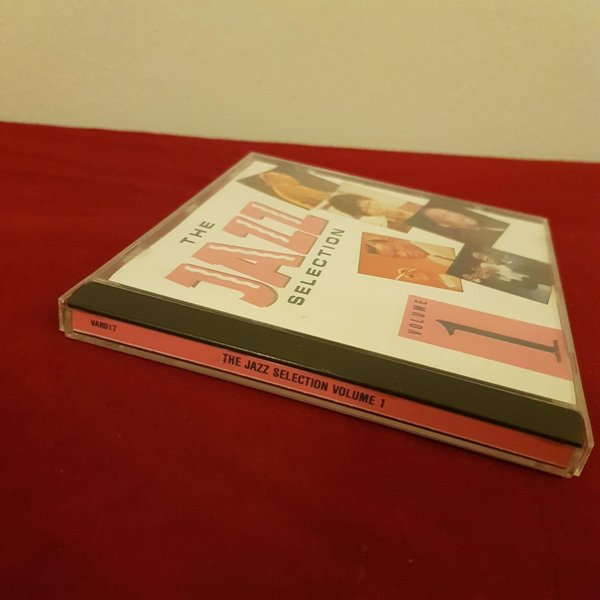 THE
JAZZ
SELECTION
VOLUME
1
VAR017
THE JAZZ SELECTION VOLUME 1